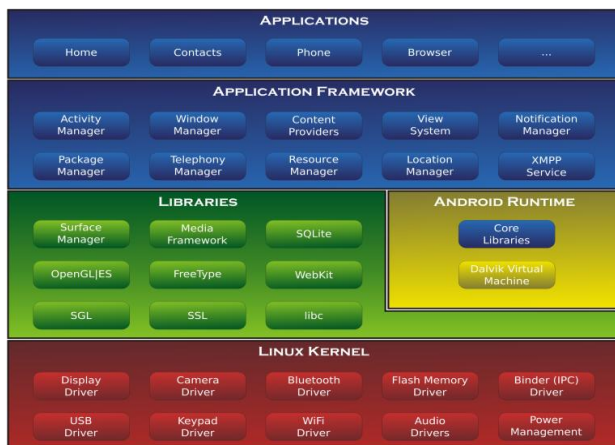 APPLICATIONS
Home Contacts Phone Browser ...
APPLICATION FRAMEWORK
Activity Manager
Window Manager
Content Providers
View System
Notification Manager
Package Manager
Telephony Manager
Resource Manager
Location Manager
XMPP Service
LIBRARIES
Surface Manager
Media Framework
SQLite
OpenGL|ES
FreeType
WebKit
SGL
SSL
libc
ANDROID RUNTIME
Core Libraries
Dalvik Virtual Machine
LINUX KERNEL
Display Driver
Camera Driver
Bluetooth Driver
Flash Memory Driver
Binder (IPC) Driver
USB Driver
Keypad Driver
WiFi Driver
Audio Drivers
Power Management